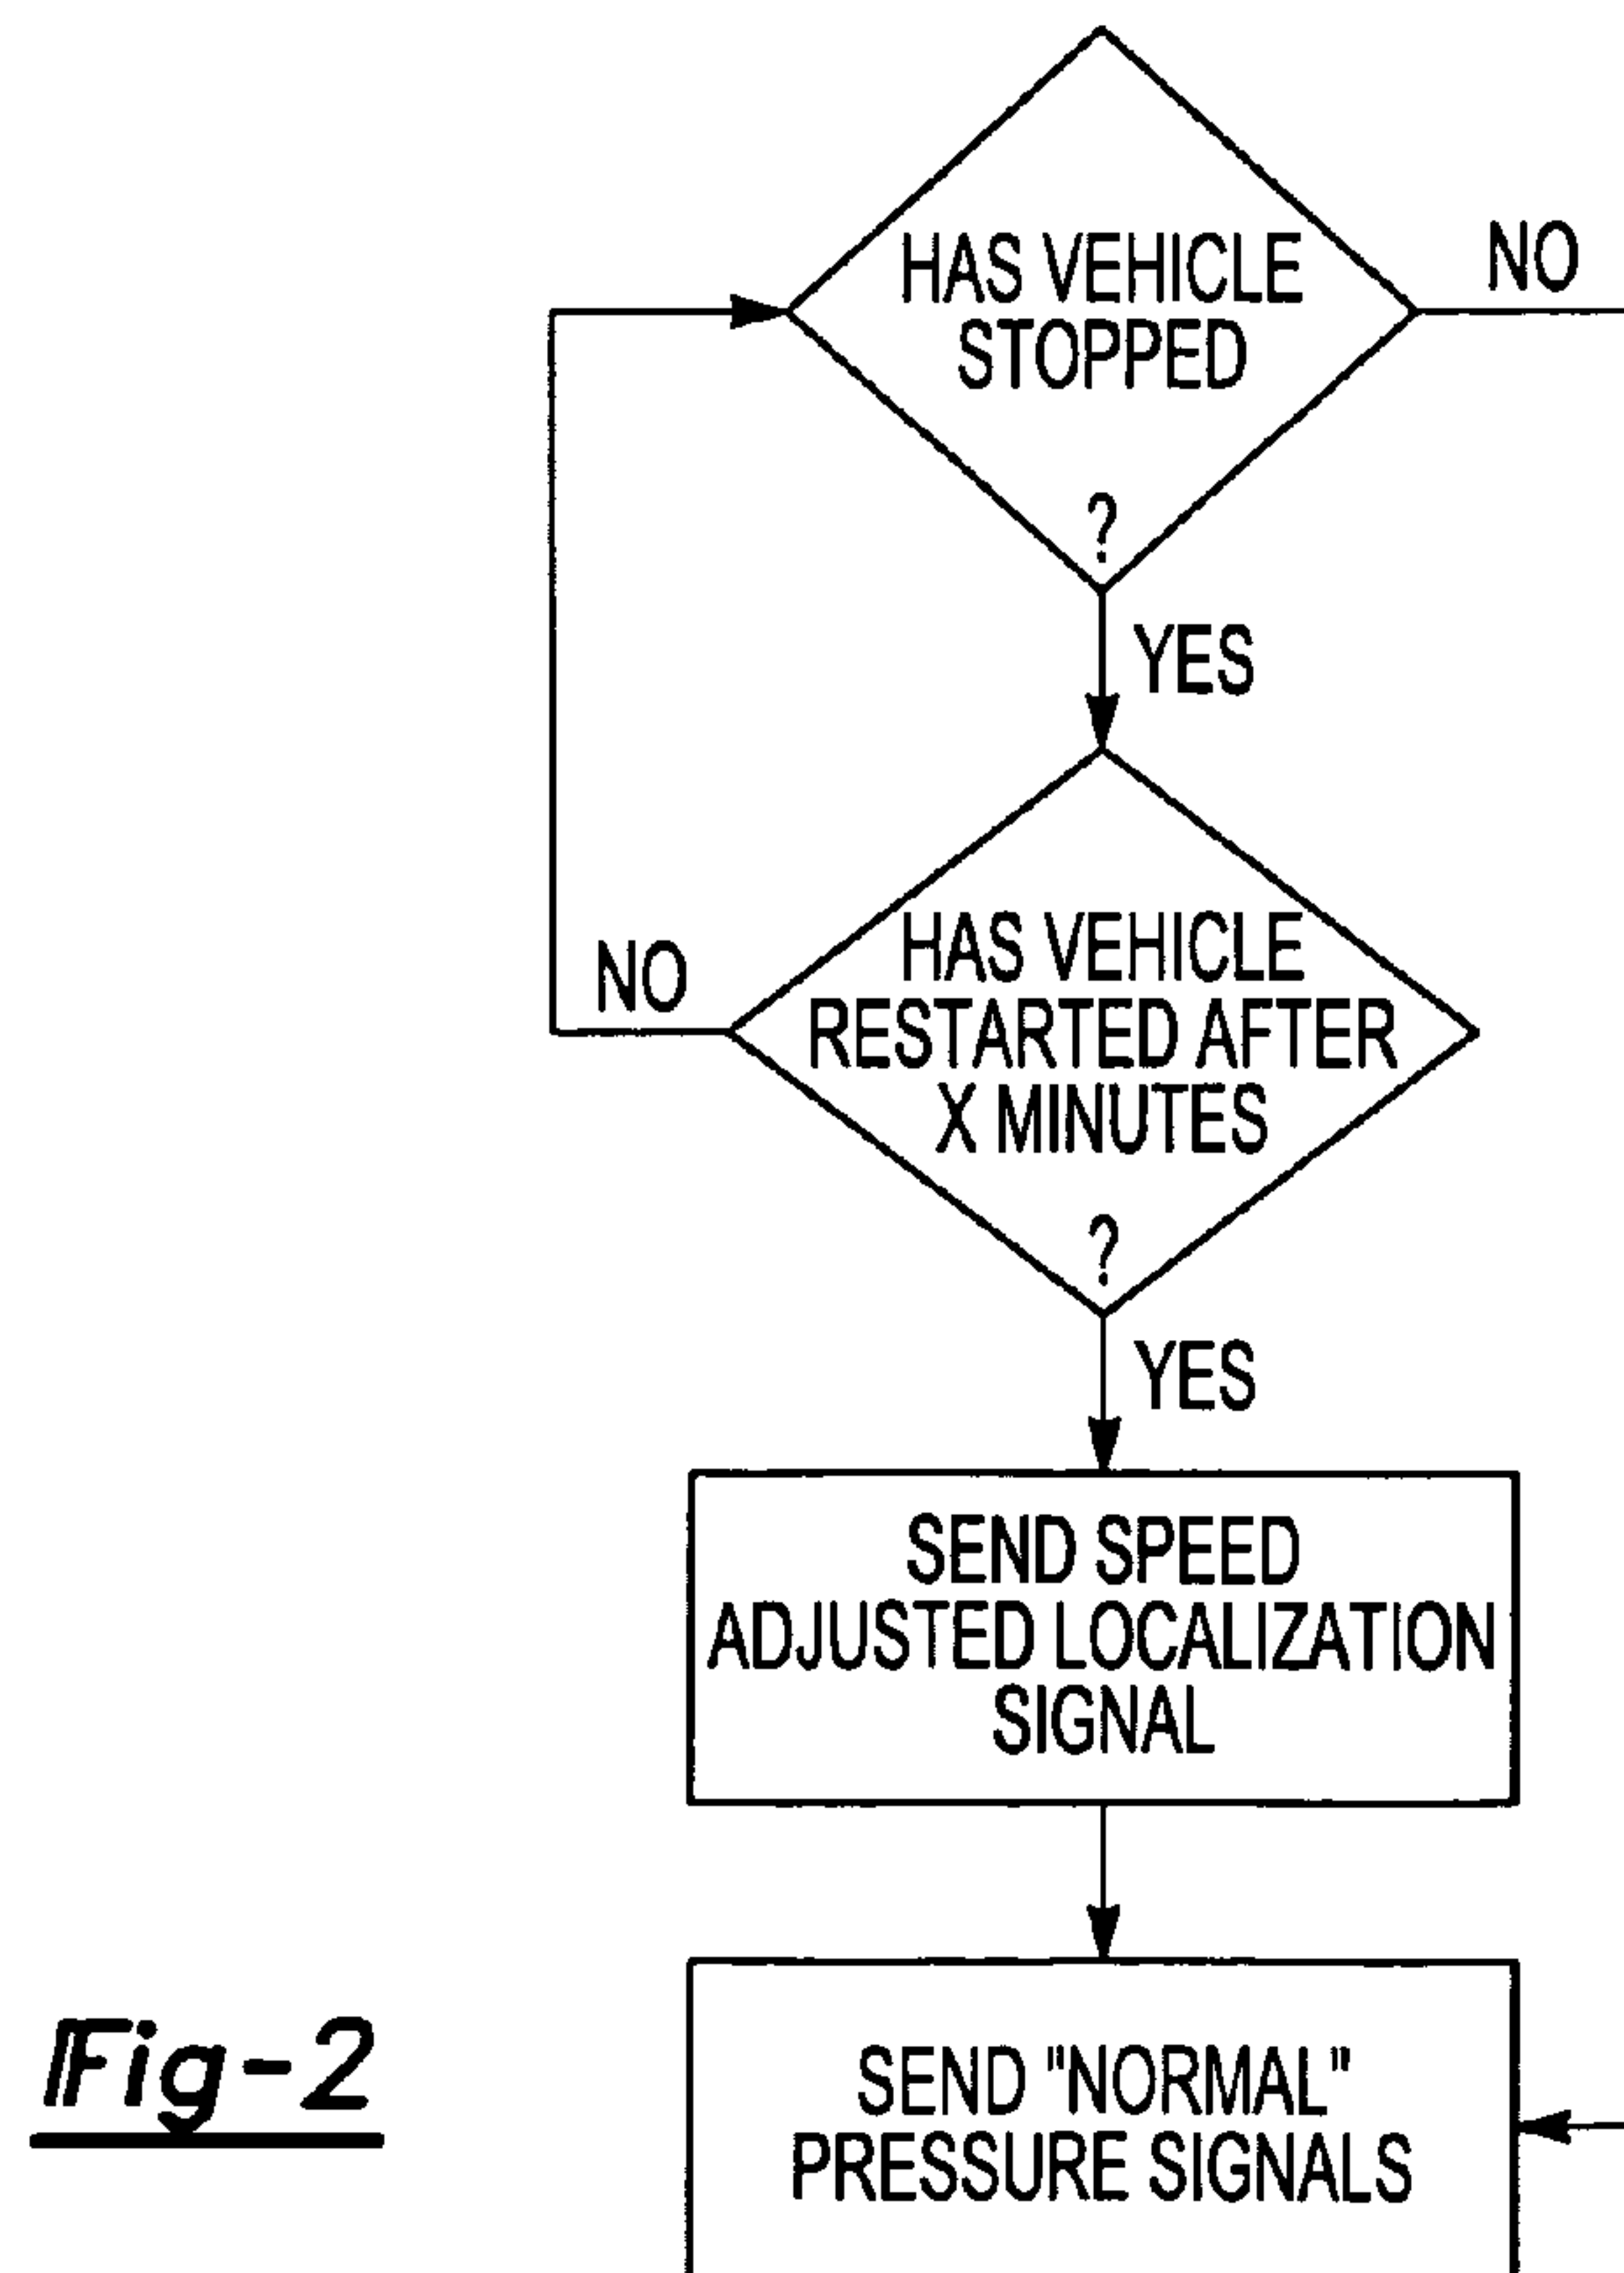 HAS VEHICLE
STOPPED
?
NO
YES
HAS VEHICLE
RESTARTED AFTER
X MINUTES
?
NO
YES
SEND SPEED
ADJUSTED LOCALIZATION
SIGNAL
SEND "NORMAL"
PRESSURE SIGNALS
Fig-2